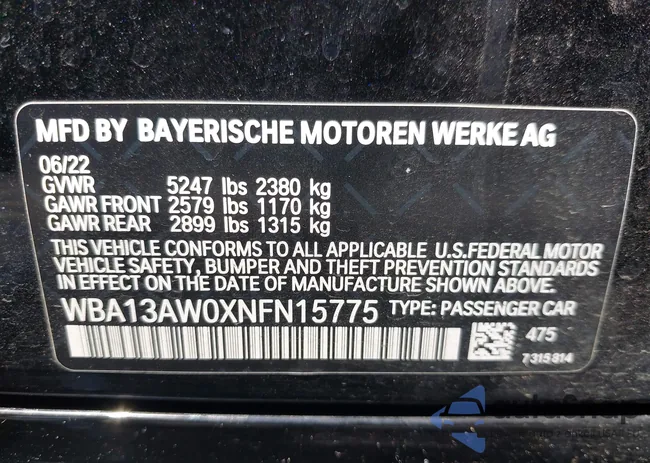 MFD BY BAYERISCHE MOTOREN WERKE AG
06/22
GVWR 5247 lbs 2380 kg
GAWR FRONT 2579 lbs 1170 kg
GAWR REAR 2899 lbs 1315 kg
THIS VEHICLE CONFORMS TO ALL APPLICABLE U.S.FEDERAL MOTOR
VEHICLE SAFETY, BUMPER AND THEFT PREVENTION STANDARDS
IN EFFECT ON THE DATE OF MANUFACTURE SHOWN ABOVE.
WBA13AW0XNFN15775 TYPE: PASSENGER CAR
475
7315814